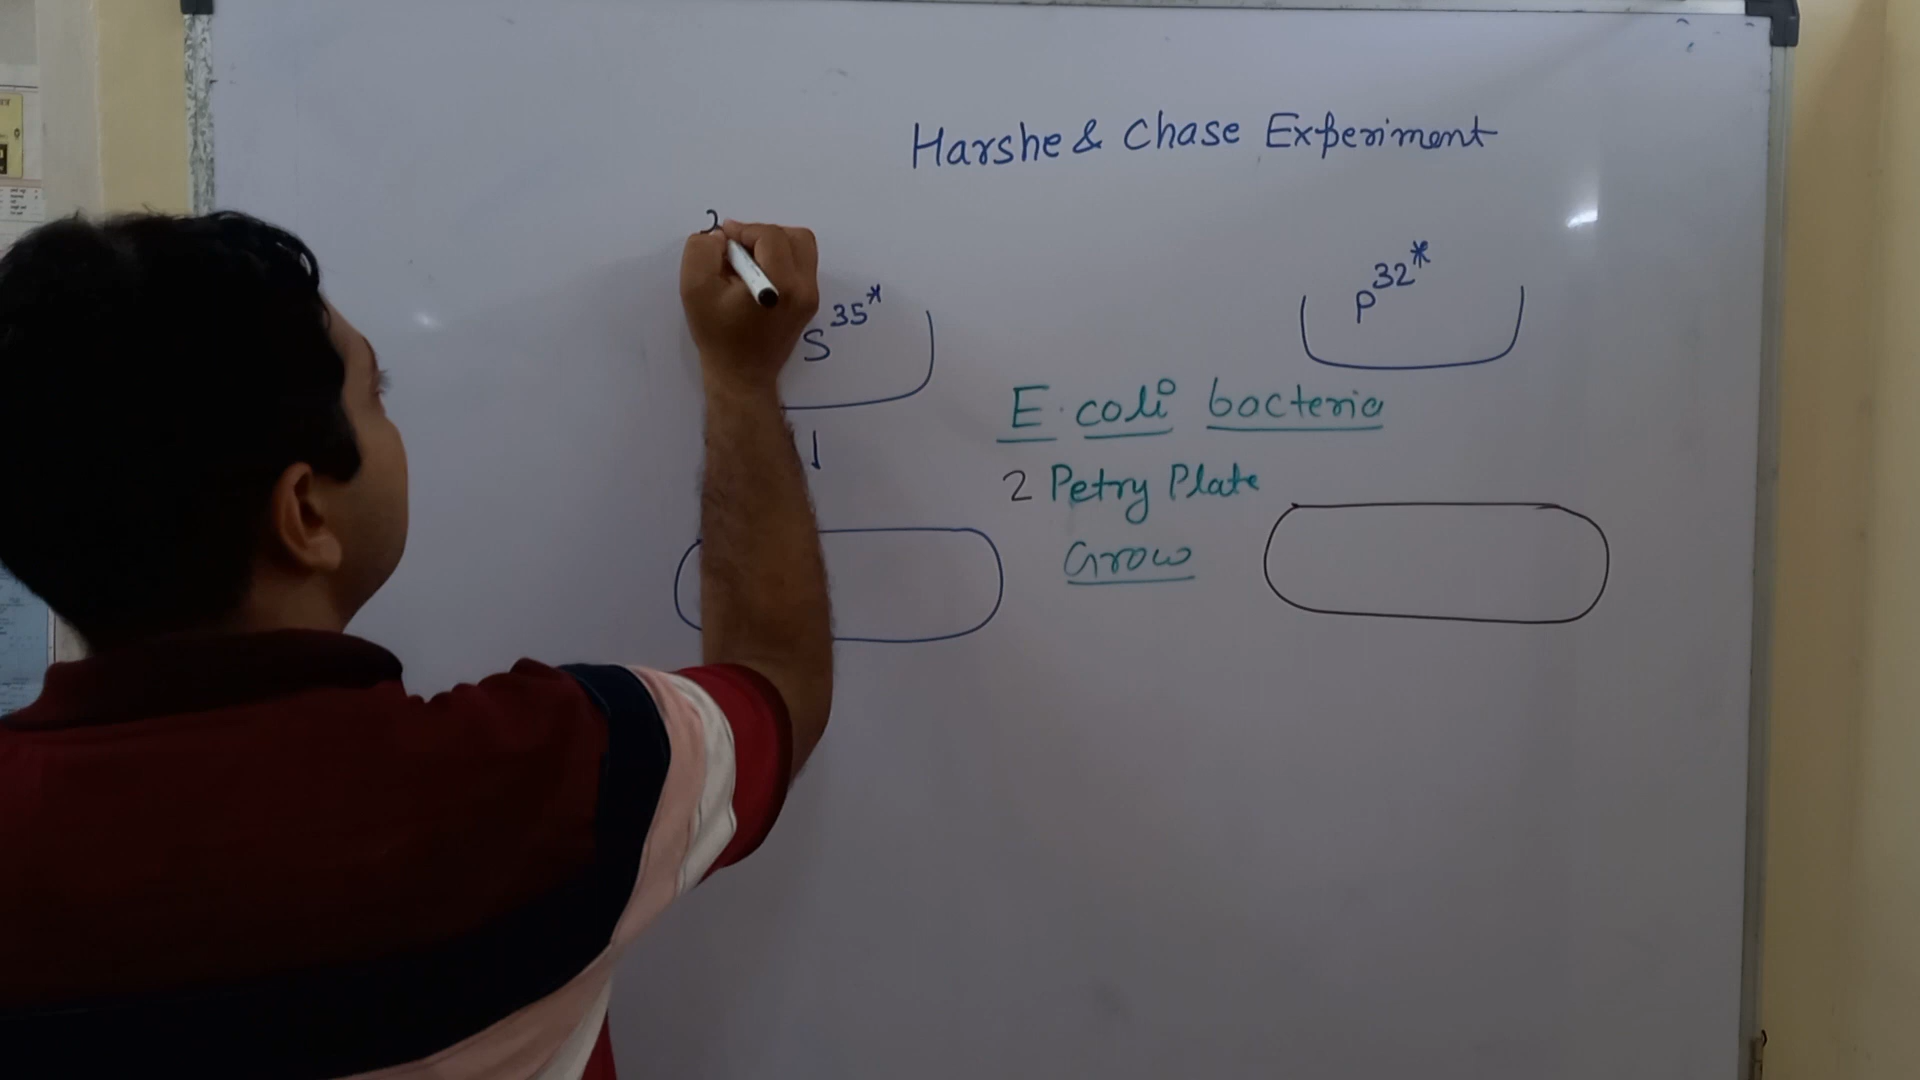 Harshe & Chase Experiment
S³⁵*
P³²*
E. coli bacteria
2 Petry Plate
Grow